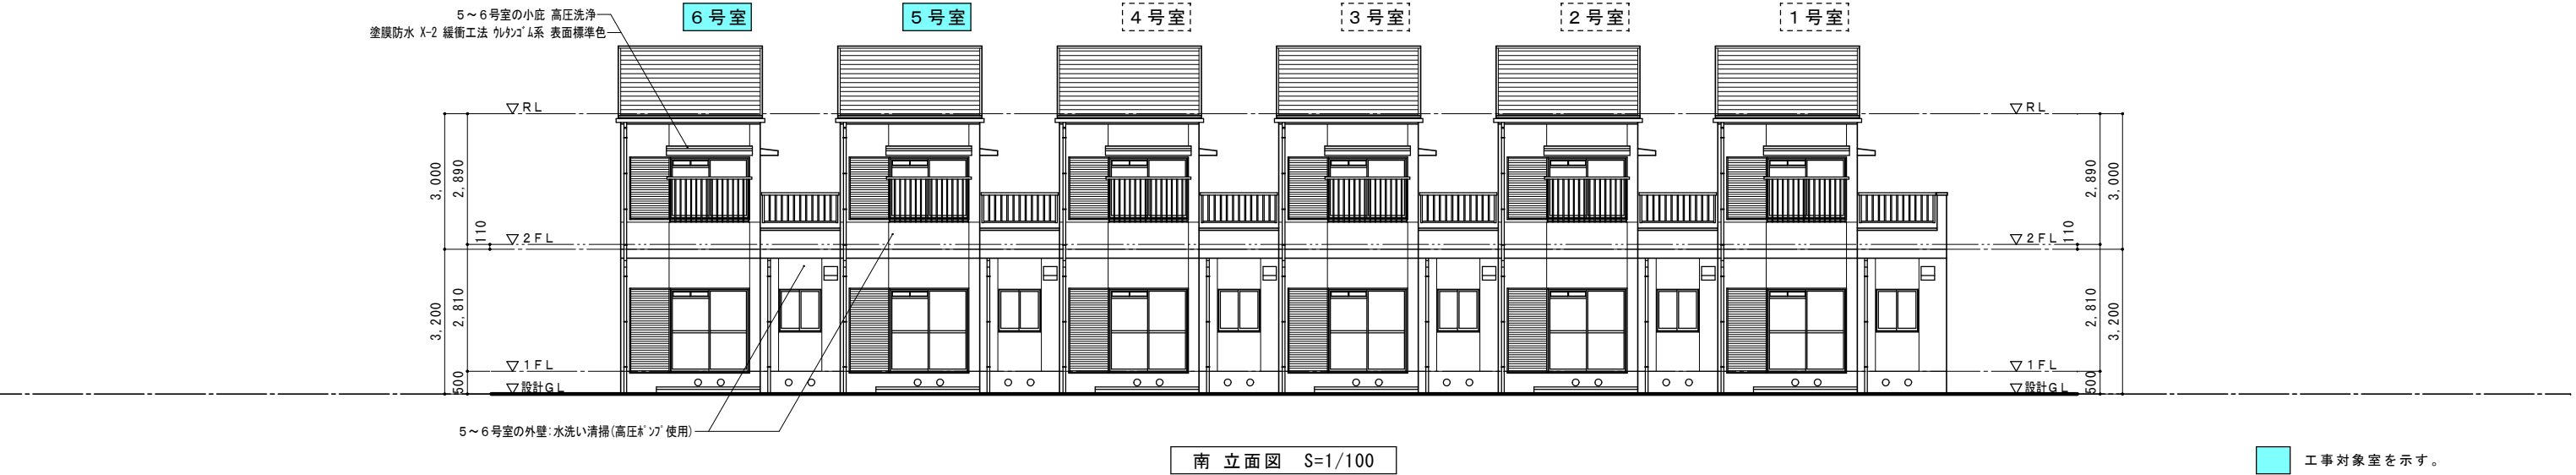 5～6号室の小庇 高圧洗浄
塗膜防水 X-2 緩衝工法 ウレタンゴム系 表面標準色
6号室
5号室
4号室
3号室
2号室
1号室
▽RL
▽RL
3,000
2,890
110
▽2FL
▽2FL
110
2,890
3,000
3,200
2,810
▽1FL
▽1FL
2,810
3,200
500
▽設計GL
▽設計GL
500
5～6号室の外壁:水洗い清掃(高圧ポンプ使用)
南 立面図 S=1/100
工事対象室を示す。